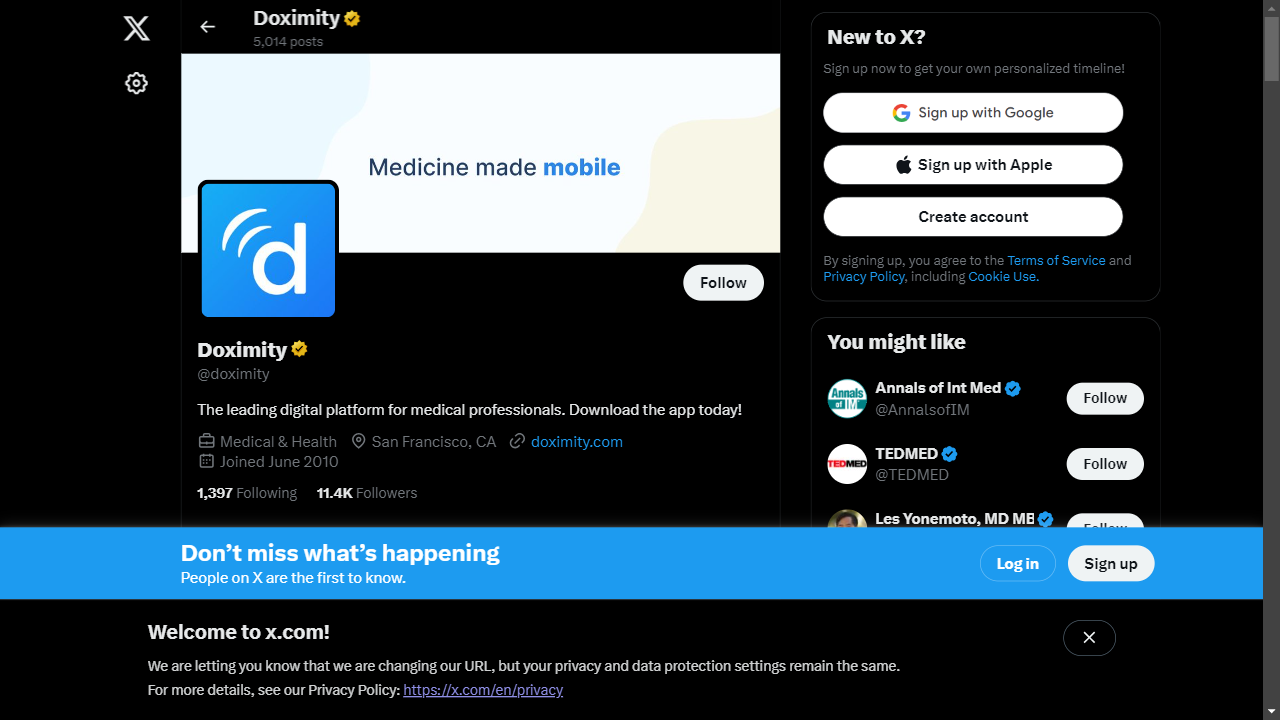 Doximity
5,014 posts
Medicine made mobile
d
Follow
Doximity
@doximity
The leading digital platform for medical professionals. Download the app today!
Medical & Health San Francisco, CA doximity.com
Joined June 2010
1,397 Following 11.4K Followers
New to X?
Sign up now to get your own personalized timeline!
Sign up with Google
Sign up with Apple
Create account
By signing up, you agree to the Terms of Service and
Privacy Policy, including Cookie Use.
You might like
Annals of Int Med
@AnnalsofIM
Follow
Annals
of IM
TEDMED
@TEDMED
Follow
TEDMED
Les Yonemoto, MD MB
Follow
Don’t miss what’s happening
People on X are the first to know.
Log in
Sign up
Welcome to x.com!
We are letting you know that we are changing our URL, but your privacy and data protection settings remain the same.
For more details, see our Privacy Policy: https://x.com/en/privacy